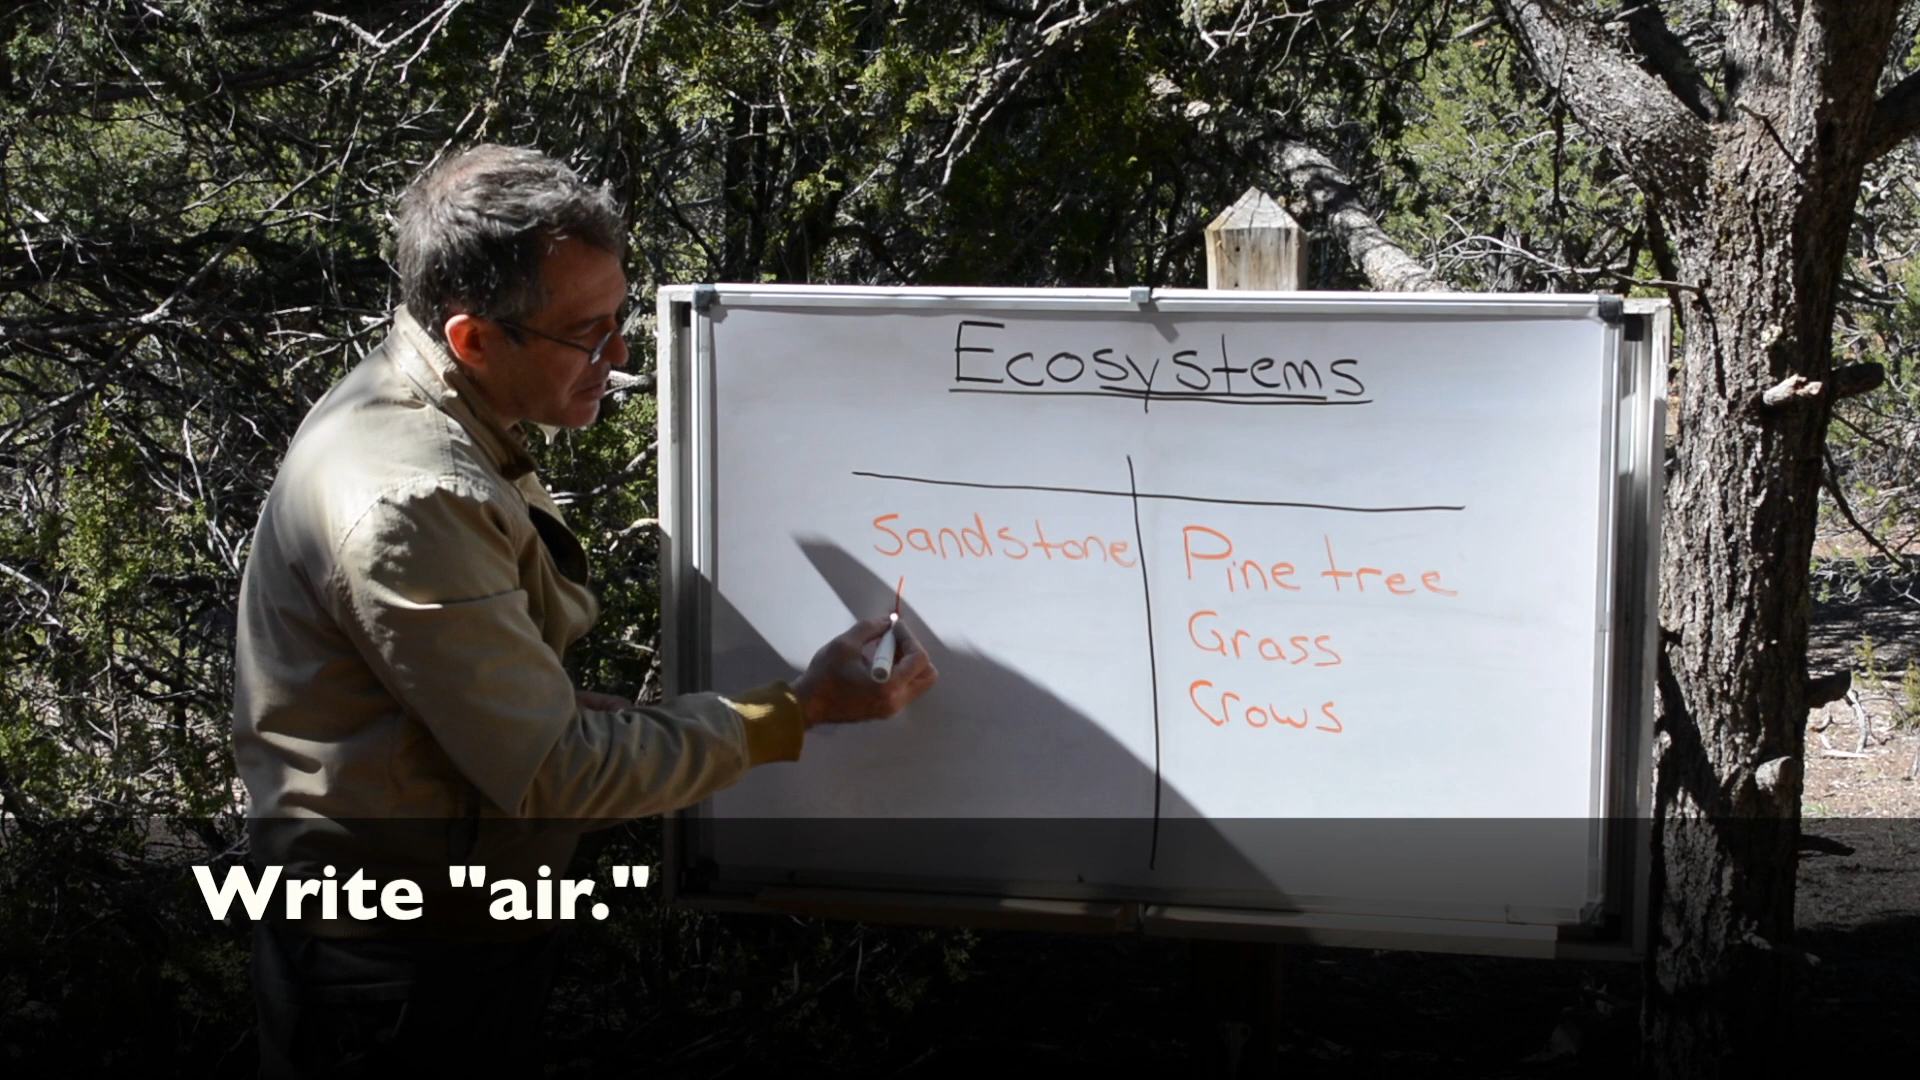 Ecosystems
Sandstone
Pine tree
Grass
Crows
Write "air."